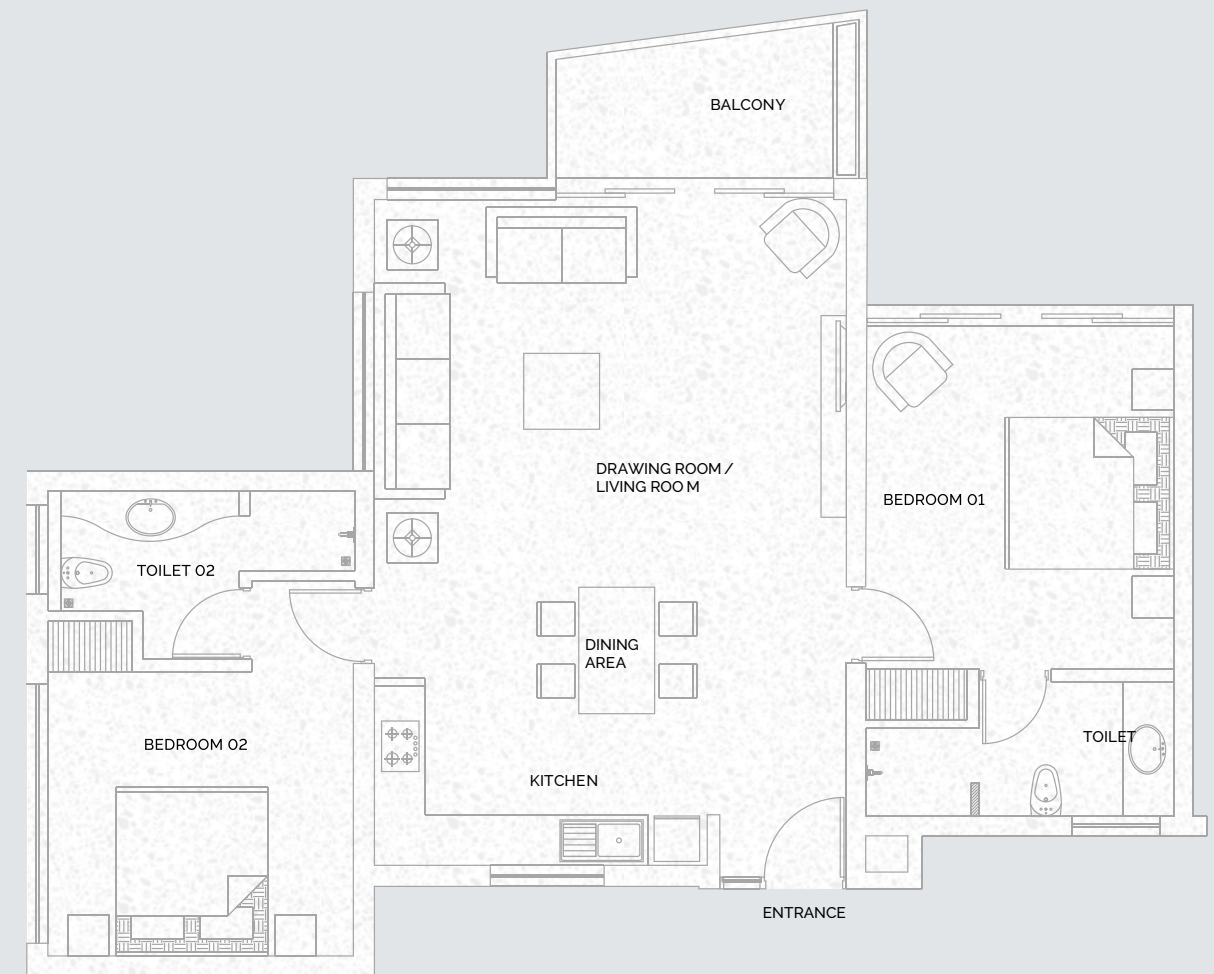 BALCONY
DRAWING ROOM /
LIVING ROO M
BEDROOM 01
TOILET 02
DINING
AREA
TOILET
BEDROOM 02
KITCHEN
ENTRANCE